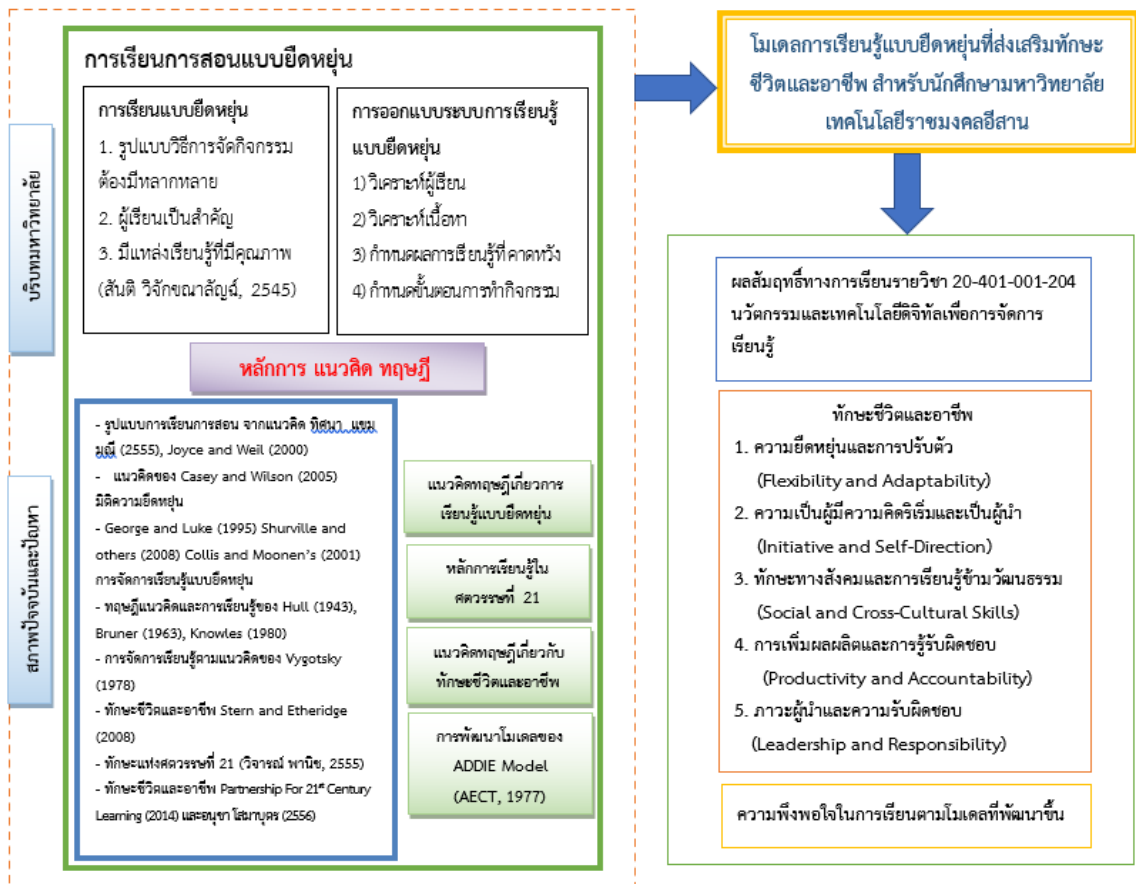 บริบทมหาวิทยาลัย
สภาพปัจจุบันและปัญหา
การเรียนการสอนแบบยืดหยุ่น
การเรียนแบบยืดหยุ่น
1. รูปแบบวิธีการจัดกิจกรรม
ต้องมีหลากหลาย
2. ผู้เรียนเป็นสำคัญ
3. มีแหล่งเรียนรู้ที่มีคุณภาพ
(สันติ วิจักขณาลัญฉ์, 2545)
การออกแบบระบบการเรียนรู้
แบบยืดหยุ่น
1) วิเคราะห์ผู้เรียน
2) วิเคราะห์เนื้อหา
3) กำหนดผลการเรียนรู้ที่คาดหวัง
4) กำหนดขั้นตอนการทำกิจกรรม
หลักการ แนวคิด ทฤษฎี
- รูปแบบการเรียนการสอน จากแนวคิด ทิศนา แขม
มณี (2555), Joyce and Weil (2000)
- แนวคิดของ Casey and Wilson (2005)
มิติความยืดหยุ่น
- George and Luke (1995) Shurville and
others (2008) Collis and Moonen's (2001)
การจัดการเรียนรู้แบบยืดหยุ่น
- ทฤษฎีแนวคิดและการเรียนรู้ของ Hull (1943),
Bruner (1963), Knowles (1980)
- การจัดการเรียนรู้ตามแนวคิดของ Vygotsky
(1978)
- ทักษะชีวิตและอาชีพ Stern and Etheridge
(2008)
- ทักษะแห่งศตวรรษที่ 21 (วิจารณ์ พานิช, 2555)
- ทักษะชีวิตและอาชีพ Partnership For 21st Century
Learning (2014) และอนุชา โสมาบุตร (2556)
แนวคิดทฤษฎีเกี่ยวการ
เรียนรู้แบบยืดหยุ่น
หลักการเรียนรู้ใน
ศตวรรษที่ 21
แนวคิดทฤษฎีเกี่ยวกับ
ทักษะชีวิตและอาชีพ
การพัฒนาโมเดลของ
ADDIE Model
(AECT, 1977)
โมเดลการเรียนรู้แบบยืดหยุ่นที่ส่งเสริมทักษะ
ชีวิตและอาชีพ สำหรับนักศึกษามหาวิทยาลัย
เทคโนโลยีราชมงคลอีสาน
ผลสัมฤทธิ์ทางการเรียนรายวิชา 20-401-001-204
นวัตกรรมและเทคโนโลยีดิจิทัลเพื่อการจัดการ
เรียนรู้
ทักษะชีวิตและอาชีพ
1. ความยืดหยุ่นและการปรับตัว
(Flexibility and Adaptability)
2. ความเป็นผู้มีความคิดริเริ่มและเป็นผู้นำ
(Initiative and Self-Direction)
3. ทักษะทางสังคมและการเรียนรู้ข้ามวัฒนธรรม
(Social and Cross-Cultural Skills)
4. การเพิ่มผลผลิตและการรู้รับผิดชอบ
(Productivity and Accountability)
5. ภาวะผู้นำและความรับผิดชอบ
(Leadership and Responsibility)
ความพึงพอใจในการเรียนตามโมเดลที่พัฒนาขึ้น